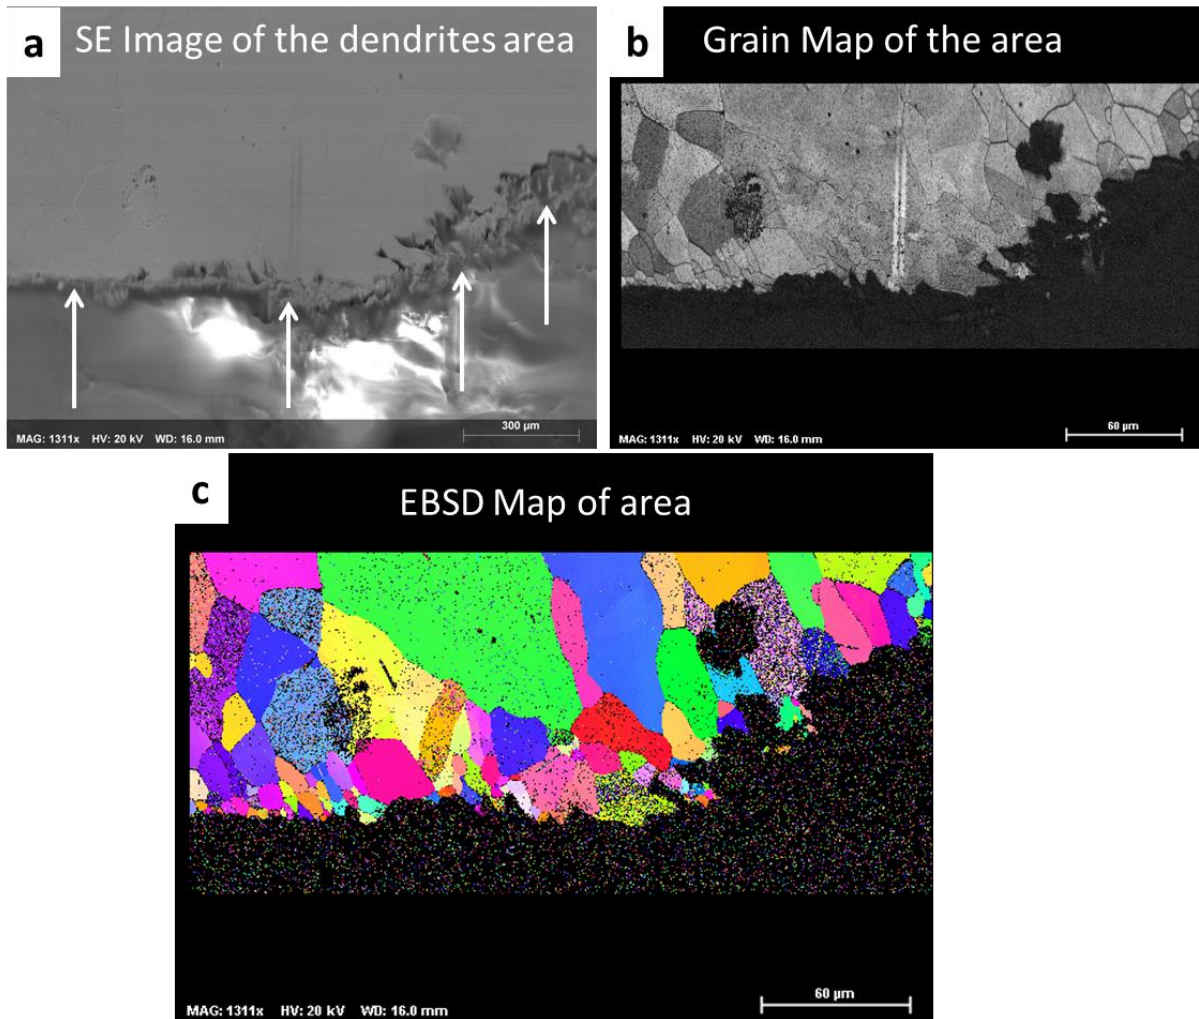 a
SE Image of the dendrites area
MAG: 1311x HV: 20 kV WD: 16.0 mm
300 µm
b
Grain Map of the area
MAG: 1311x HV: 20 kV WD: 16.0 mm
60 µm
c
EBSD Map of area
MAG: 1311x HV: 20 kV WD: 16.0 mm
60 µm